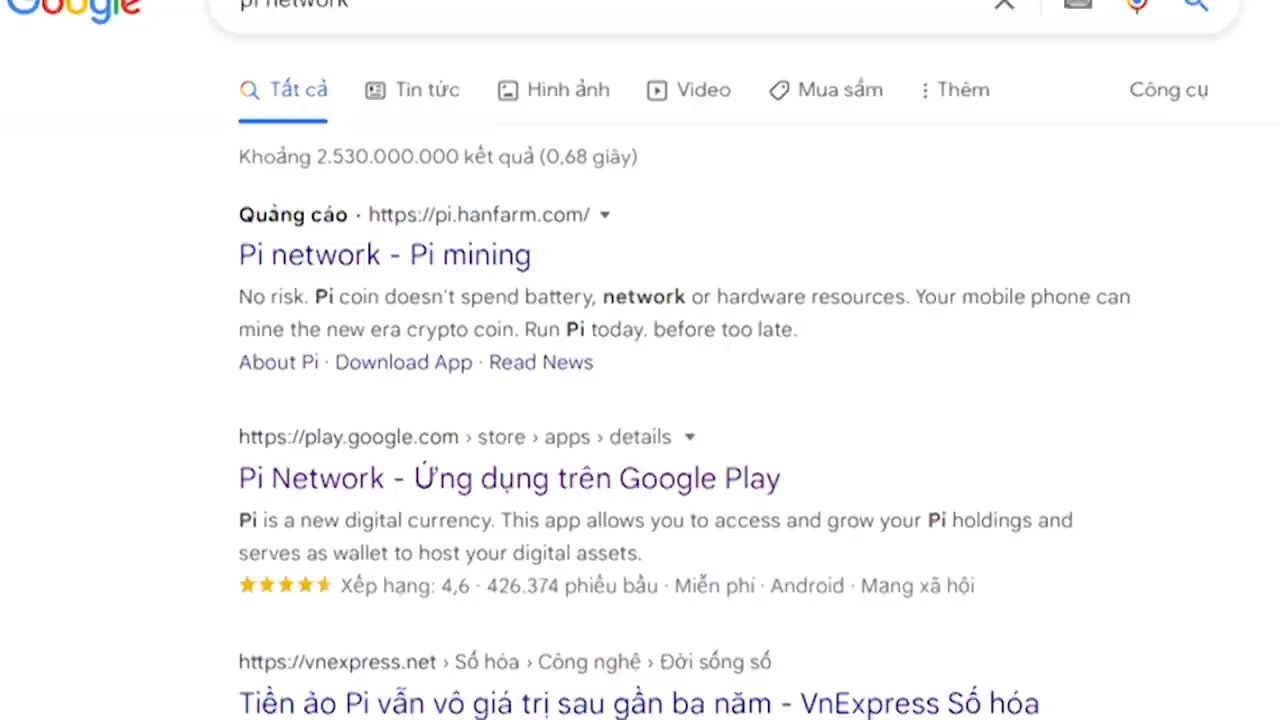 Google
pi network
Tất cả
Tin tức
Hình ảnh
Video
Mua sắm
Thêm
Công cụ
Khoảng 2.530.000.000 kết quả (0,68 giây)
Quảng cáo · https://pi.hanfarm.com/
Pi network - Pi mining
No risk. Pi coin doesn't spend battery, network or hardware resources. Your mobile phone can
mine the new era crypto coin. Run Pi today. before too late.
About Pi · Download App · Read News
https://play.google.com › store › apps › details
Pi Network - Ứng dụng trên Google Play
Pi is a new digital currency. This app allows you to access and grow your Pi holdings and
serves as wallet to host your digital assets.
Xếp hạng: 4,6 · 426.374 phiếu bầu · Miễn phí · Android · Mạng xã hội
https://vnexpress.net › Số hóa › Công nghệ › Đời sống số
Tiền ảo Pi vẫn vô giá trị sau gần ba năm - VnExpress Số hóa